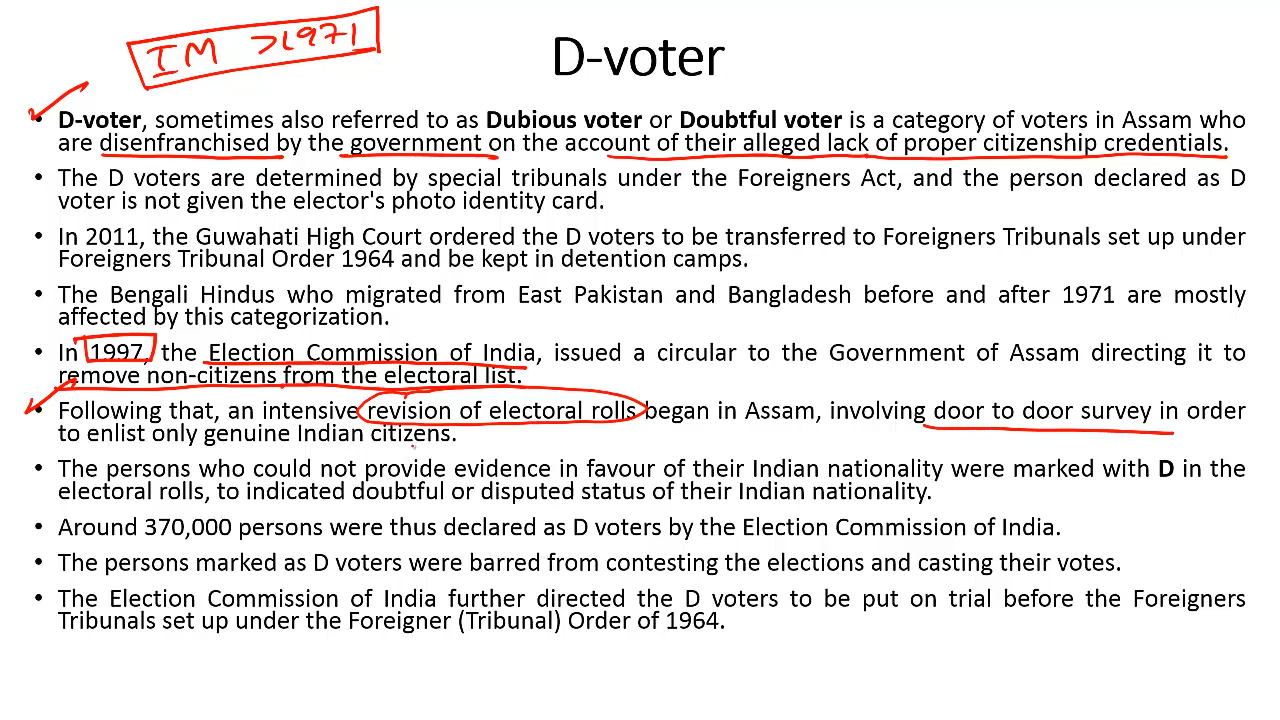 IM >1971
D-voter
• D-voter, sometimes also referred to as Dubious voter or Doubtful voter is a category of voters in Assam who
are disenfranchised by the government on the account of their alleged lack of proper citizenship credentials.
• The D voters are determined by special tribunals under the Foreigners Act, and the person declared as D
voter is not given the elector's photo identity card.
• In 2011, the Guwahati High Court ordered the D voters to be transferred to Foreigners Tribunals set up under
Foreigners Tribunal Order 1964 and be kept in detention camps.
• The Bengali Hindus who migrated from East Pakistan and Bangladesh before and after 1971 are mostly
affected by this categorization.
• In 1997, the Election Commission of India, issued a circular to the Government of Assam directing it to
remove non-citizens from the electoral list.
• Following that, an intensive revision of electoral rolls began in Assam, involving door to door survey in order
to enlist only genuine Indian citizens.
• The persons who could not provide evidence in favour of their Indian nationality were marked with D in the
electoral rolls, to indicated doubtful or disputed status of their Indian nationality.
• Around 370,000 persons were thus declared as D voters by the Election Commission of India.
• The persons marked as D voters were barred from contesting the elections and casting their votes.
• The Election Commission of India further directed the D voters to be put on trial before the Foreigners
Tribunals set up under the Foreigner (Tribunal) Order of 1964.